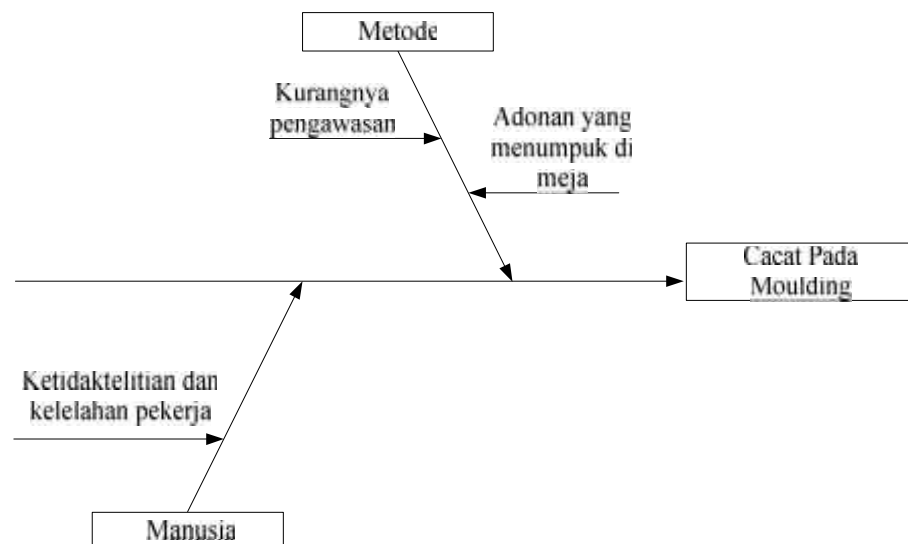 Metode
Kurangnya
pengawasan
Adonan yang
menumpuk di
meja
Cacat Pada
Moulding
Ketidaktelitian dan
kelelahan pekerja
Manusia